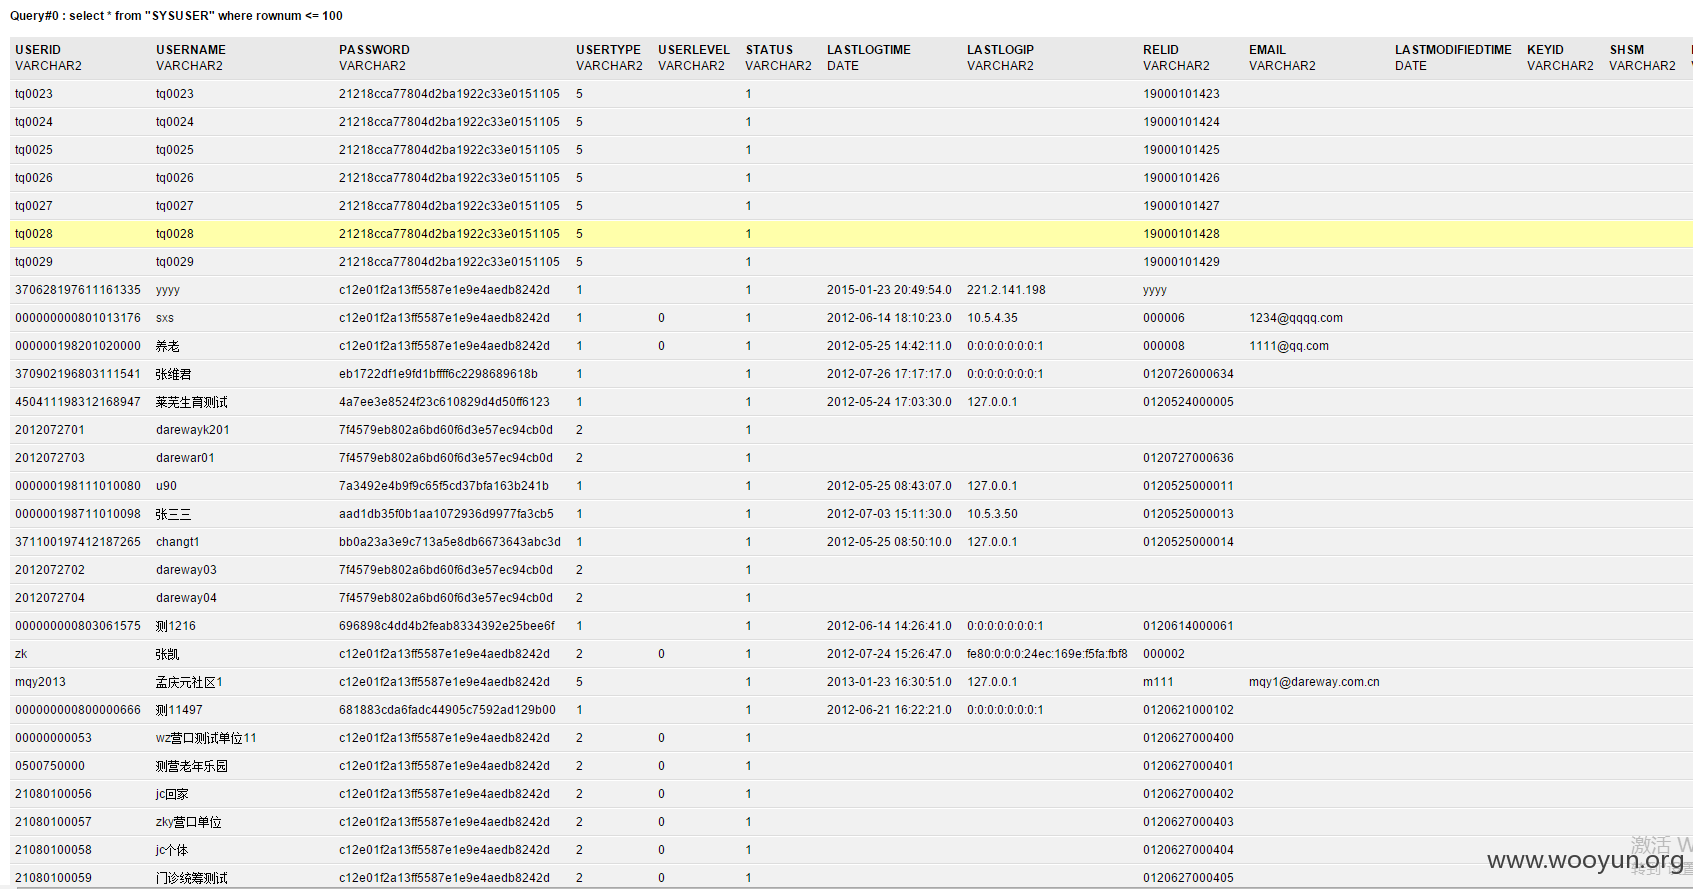 Query#0 : select * from "SYSUSER" where rownum <= 100
USERID USERNAME PASSWORD USERTYPE USERLEVEL STATUS LASTLOGTIME LASTLOGIP RELID EMAIL LASTMODIFIEDTIME KEYID SHSM
VARCHAR2 VARCHAR2 VARCHAR2 VARCHAR2 VARCHAR2 VARCHAR2 DATE VARCHAR2 VARCHAR2 VARCHAR2 DATE VARCHAR2 VARCHAR2
tq0023 tq0023 21218cca77804d2ba1922c33e0151105 5 1 19000101423
tq0024 tq0024 21218cca77804d2ba1922c33e0151105 5 1 19000101424
tq0025 tq0025 21218cca77804d2ba1922c33e0151105 5 1 19000101425
tq0026 tq0026 21218cca77804d2ba1922c33e0151105 5 1 19000101426
tq0027 tq0027 21218cca77804d2ba1922c33e0151105 5 1 19000101427
tq0028 tq0028 21218cca77804d2ba1922c33e0151105 5 1 19000101428
tq0029 tq0029 21218cca77804d2ba1922c33e0151105 5 1 19000101429
370628197611161335 yyyy c12e01f2a13ff5587e1e9e4aedb8242d 1 1 2015-01-23 20:49:54.0 221.2.141.198 yyyy
000000000801013176 sxs c12e01f2a13ff5587e1e9e4aedb8242d 1 0 1 2012-06-14 18:10:23.0 10.5.4.35 000006 1234@qqqq.com
000000198201020000 养老 c12e01f2a13ff5587e1e9e4aedb8242d 1 0 1 2012-05-25 14:42:11.0 0:0:0:0:0:0:0:1 000008 1111@qq.com
370902196803111541 张维君 eb1722df1e9fd1bffff6c2298689618b 1 1 2012-07-26 17:17:17.0 0:0:0:0:0:0:0:1 0120726000634
450411198312168947 莱芜生育测试 4a7ee3e8524f23c610829d4d50ff6123 1 1 2012-05-24 17:03:30.0 127.0.0.1 0120524000005
2012072701 darewayk201 7f4579eb802a6bd60f6d3e57ec94cb0d 2 1
2012072703 darewar01 7f4579eb802a6bd60f6d3e57ec94cb0d 2 1 0120727000636
000000198111010080 u90 7a3492e4b9f9c65f5cd37bfa163b241b 1 1 2012-05-25 08:43:07.0 127.0.0.1 0120525000011
000000198711010098 张三三 aad1db35f0b1aa1072936d9977fa3cb5 1 1 2012-07-03 15:11:30.0 10.5.3.50 0120525000013
371100197412187265 changt1 bb0a23a3e9c713a5e8db6673643abc3d 1 1 2012-05-25 08:50:10.0 127.0.0.1 0120525000014
2012072702 dareway03 7f4579eb802a6bd60f6d3e57ec94cb0d 2 1
2012072704 dareway04 7f4579eb802a6bd60f6d3e57ec94cb0d 2 1
000000000803061575 测1216 696898c4dd4b2feab8334392e25bee6f 1 1 2012-06-14 14:26:41.0 0:0:0:0:0:0:0:1 0120614000061
zk 张凯 c12e01f2a13ff5587e1e9e4aedb8242d 2 0 1 2012-07-24 15:26:47.0 fe80:0:0:0:24ec:169e:f5fa:fbf8 000002
mqy2013 孟庆元社区1 c12e01f2a13ff5587e1e9e4aedb8242d 5 1 2013-01-23 16:30:51.0 127.0.0.1 m111 mqy1@dareway.com.cn
000000000800000666 测11497 681883cda6fadc44905c7592ad129b00 1 1 2012-06-21 16:22:21.0 0:0:0:0:0:0:0:1 0120621000102
00000000053 wz营口测试单位11 c12e01f2a13ff5587e1e9e4aedb8242d 2 0 1 0120627000400
0500750000 测营老年乐园 c12e01f2a13ff5587e1e9e4aedb8242d 2 0 1 0120627000401
21080100056 jc回家 c12e01f2a13ff5587e1e9e4aedb8242d 2 0 1 0120627000402
21080100057 zky营口单位 c12e01f2a13ff5587e1e9e4aedb8242d 2 0 1 0120627000403
21080100058 jc个体 c12e01f2a13ff5587e1e9e4aedb8242d 2 0 1 0120627000404
21080100059 门诊统筹测试 c12e01f2a13ff5587e1e9e4aedb8242d 2 0 1 0120627000405
激活 W
www.wooyun.org